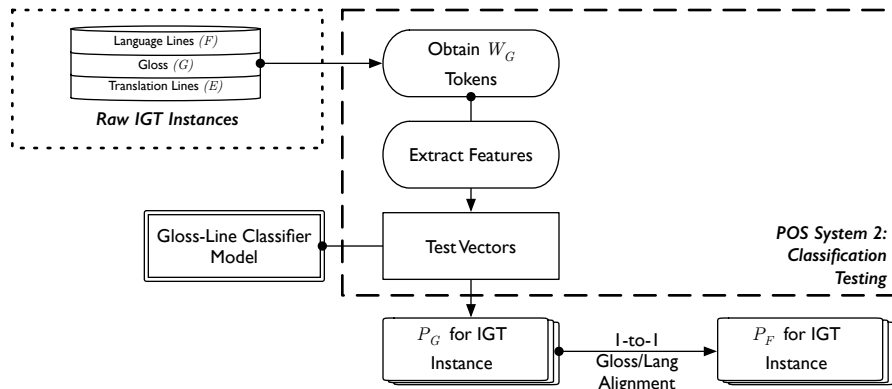 Language Lines (F)
Gloss (G)
Translation Lines (E)
Raw IGT Instances
Obtain W_G
Tokens
Extract Features
Gloss-Line Classifier
Model
Test Vectors
POS System 2:
Classification
Testing
P_G for IGT
Instance
1-to-1
Gloss/Lang
Alignment
P_F for IGT
Instance